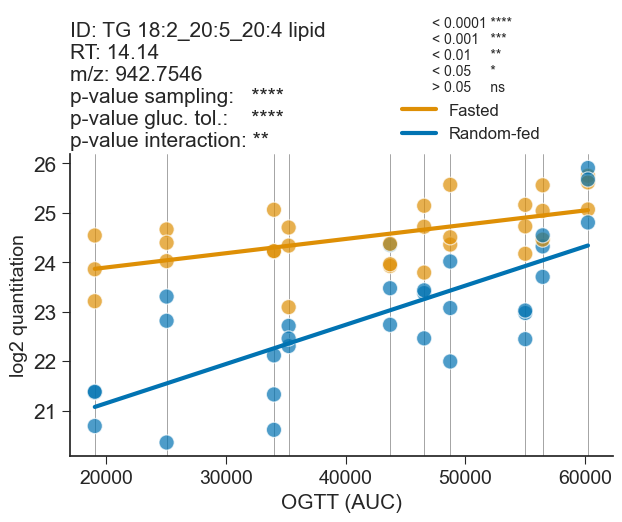 ID: TG 18:2_20:5_20:4 lipid
RT: 14.14
m/z: 942.7546
p-value sampling: ****
p-value gluc. tol.: ****
p-value interaction: **
< 0.0001 ****
< 0.001 ***
< 0.01 **
< 0.05 *
> 0.05 ns
Fasted
Random-fed
26
25
24
23
22
21
log2 quantitation
20000 30000 40000 50000 60000
OGTT (AUC)